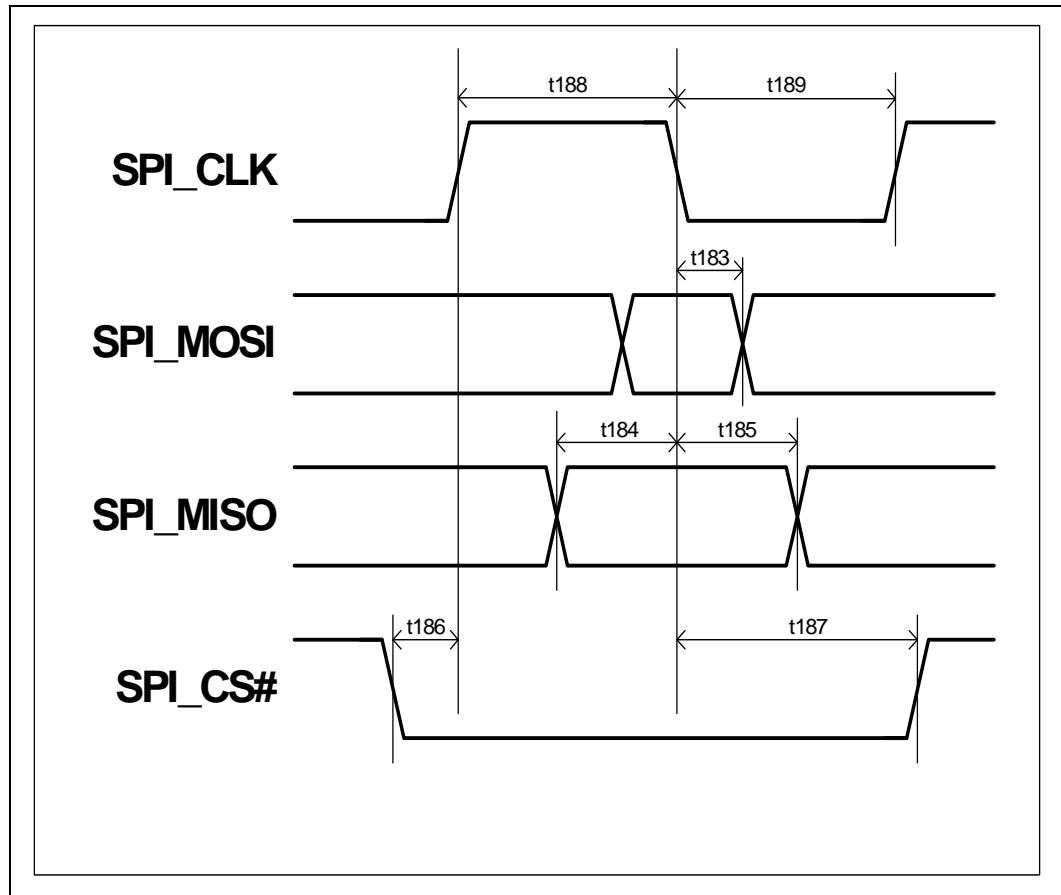 t188 t189
SPI_CLK
t183
SPI_MOSI
t184 t185
SPI_MISO
t186 t187
SPI_CS#